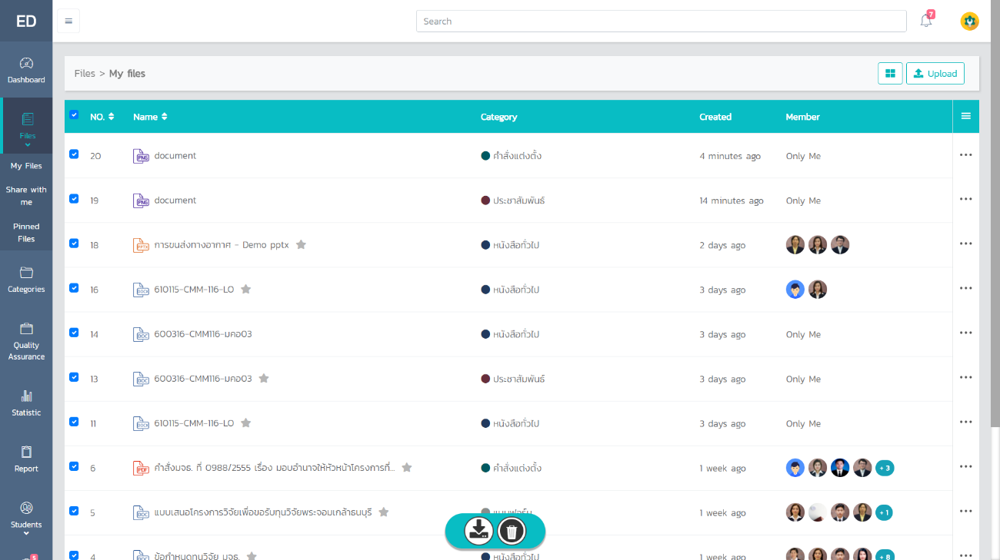 ED
Search
7
Dashboard
Files > My files
Upload
NO. Name Category Created Member
Files
My Files
Share with
me
Pinned
Files
Categories
Quality
Assurance
Statistic
Report
Students
5
20 PNG document คำสั่งแต่งตั้ง 4 minutes ago Only Me
19 PNG document ประชาสัมพันธ์ 14 minutes ago Only Me
18 PPTX การขนส่งทางอากาศ - Demo pptx หนังสือทั่วไป 2 days ago
16 DOCX 610115-CMM-116-LO หนังสือทั่วไป 3 days ago
14 DOC 600316-CMM116-มคอ03 หนังสือทั่วไป 3 days ago Only Me
13 DOC 600316-CMM116-มคอ03 ประชาสัมพันธ์ 3 days ago Only Me
11 DOCX 610115-CMM-116-LO หนังสือทั่วไป 3 days ago Only Me
6 PDF คำสั่งมจธ. ที่ 0988/2555 เรื่อง มอบอำนาจให้หัวหน้าโครงการที่... คำสั่งแต่งตั้ง 1 week ago +3
5 DOC แบบเสนอโครงการวิจัยเพื่อขอรับทุนวิจัยพระจอมเกล้าธนบุรี แบบฟอร์ม 1 week ago +1
4 DOC ข้อกำหนดทุนวิจัย มจธ. หนังสือทั่วไป 1 week ago +8